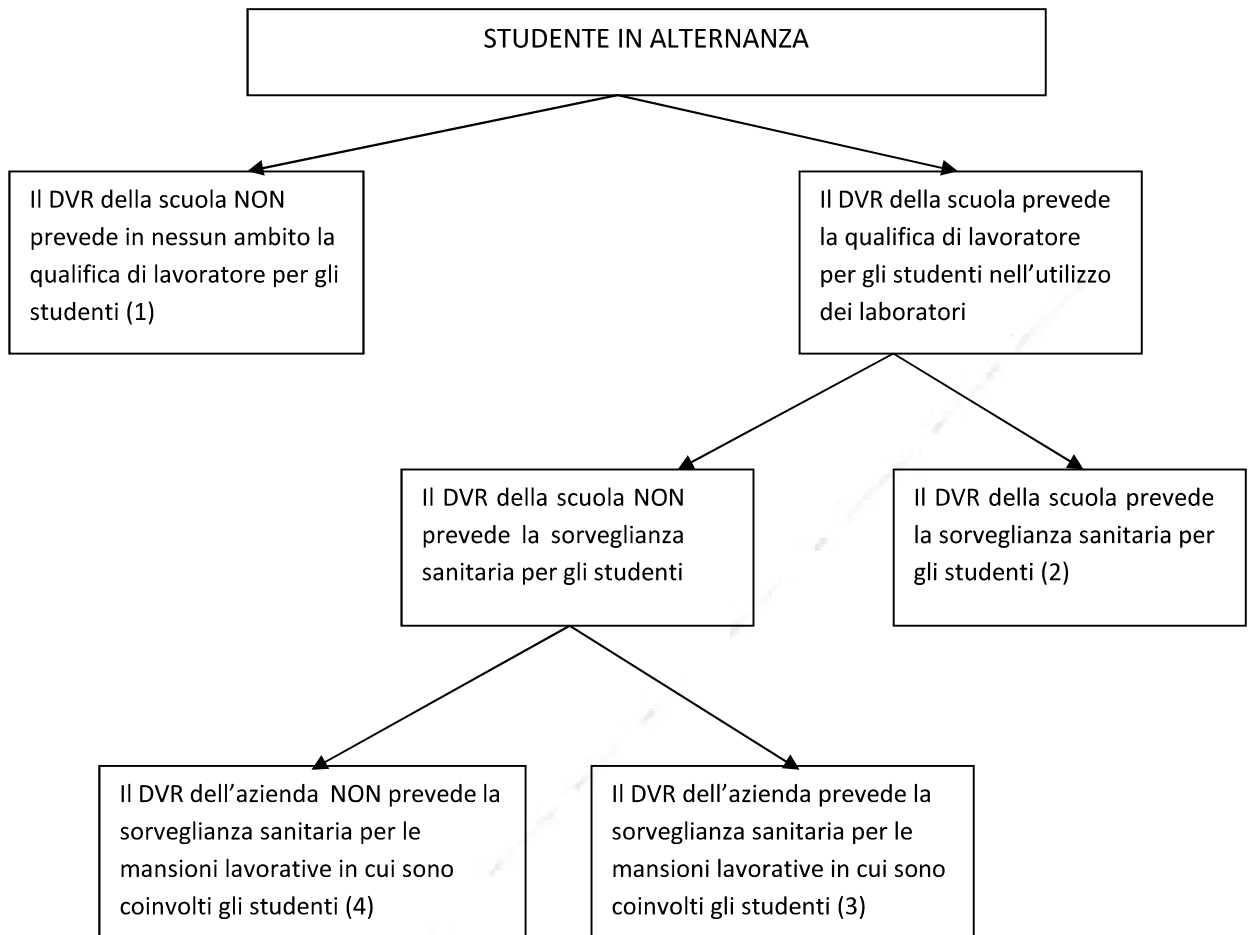 STUDENTE IN ALTERNANZA
Il DVR della scuola NON
prevede in nessun ambito la
qualifica di lavoratore per gli
studenti (1)
Il DVR della scuola prevede
la qualifica di lavoratore
per gli studenti nell’utilizzo
dei laboratori
Il DVR della scuola NON
prevede la sorveglianza
sanitaria per gli studenti
Il DVR della scuola prevede
la sorveglianza sanitaria per
gli studenti (2)
Il DVR dell’azienda NON prevede la
sorveglianza sanitaria per le
mansioni lavorative in cui sono
coinvolti gli studenti (4)
Il DVR dell’azienda prevede la
sorveglianza sanitaria per le
mansioni lavorative in cui sono
coinvolti gli studenti (3)